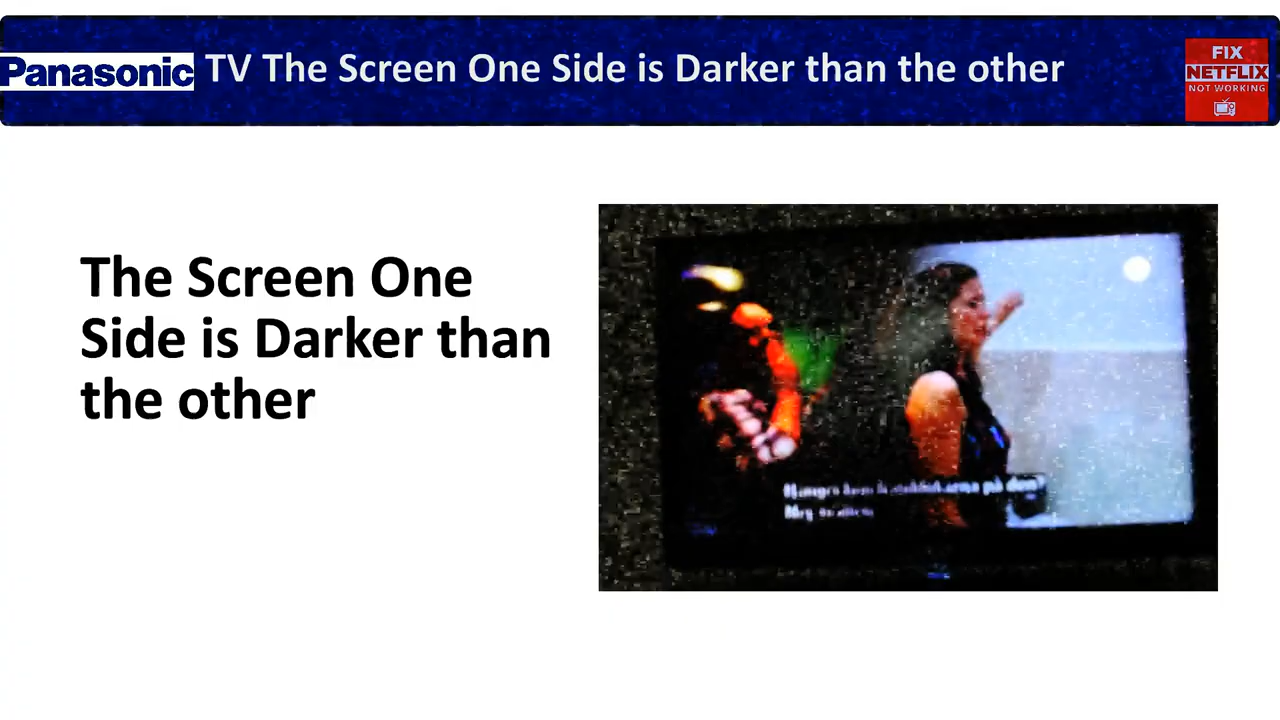 Panasonic TV The Screen One Side is Darker than the other
FIX
NETFLIX
NOT WORKING
The Screen One
Side is Darker than
the other
på